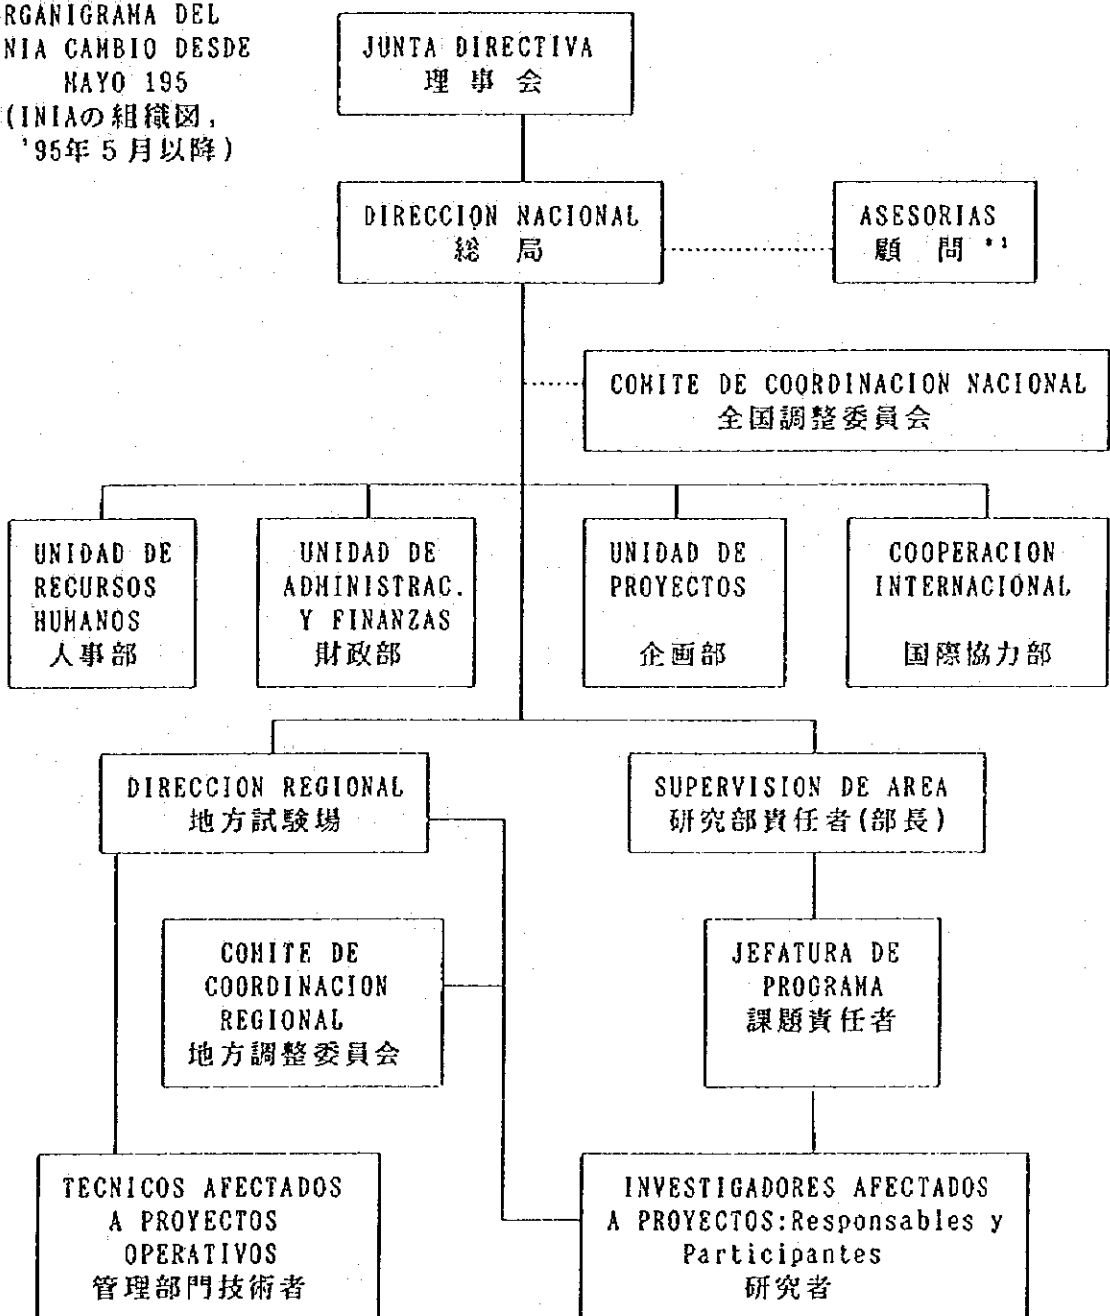 RGANIGRAMA DEL
NIA CAMBIO DESDE
MAYO 195
(INIAの組織図,
'95年5月以降)
JUNTA DIRECTIVA
理事会
DIRECCION NACIONAL
総局
ASESORIAS
顧問 *1
COMITE DE COORDINACION NACIONAL
全国調整委員会
UNIDAD DE
RECURSOS
HUMANOS
人事部
UNIDAD DE
ADMINISTRAC.
Y FINANZAS
財政部
UNIDAD DE
PROYECTOS
企画部
COOPERACION
INTERNACIONAL
国際協力部
DIRECCION REGIONAL
地方試験場
SUPERVISION DE AREA
研究部責任者(部長)
COMITE DE
COORDINACION
REGIONAL
地方調整委員会
JEFATURA DE
PROGRAMA
課題責任者
TECNICOS AFECTADOS
A PROYECTOS
OPERATIVOS
管理部門技術者
INVESTIGADORES AFECTADOS
A PROYECTOS:Responsables y
Participantes
研究者